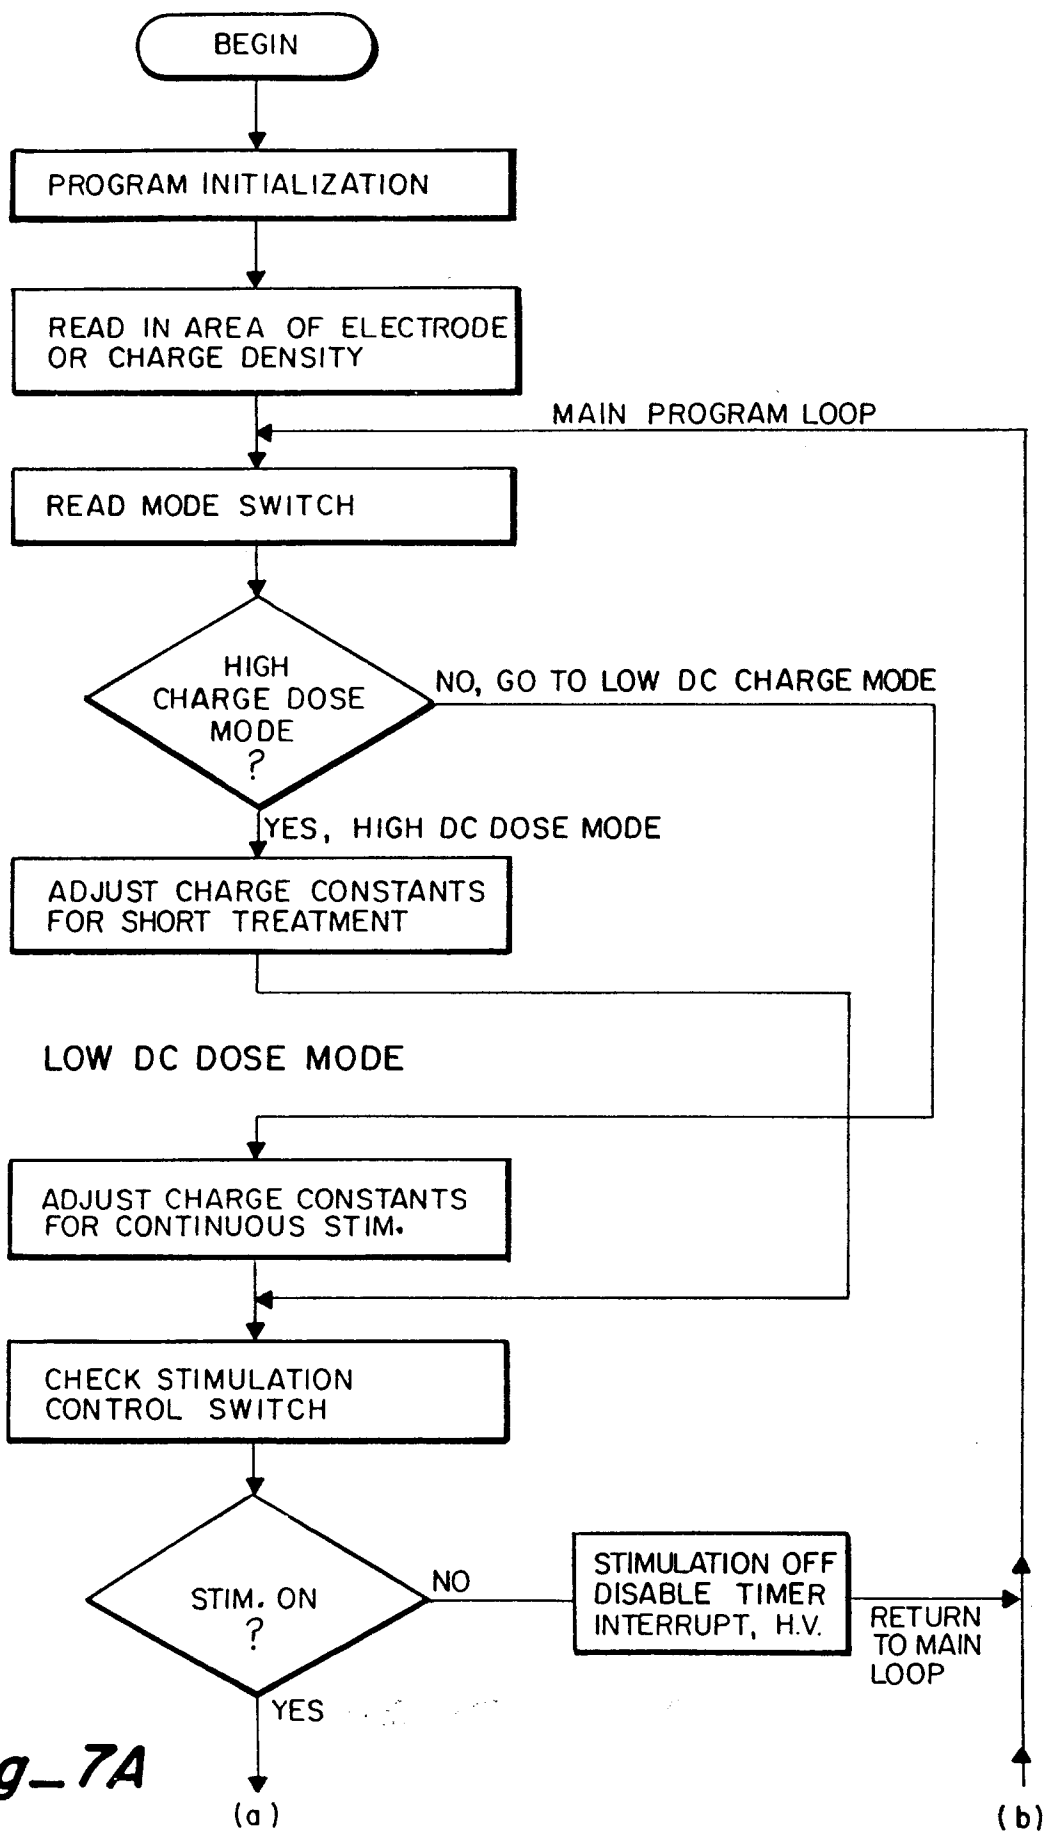 BEGIN
PROGRAM INITIALIZATION
READ IN AREA OF ELECTRODE
OR CHARGE DENSITY
MAIN PROGRAM LOOP
READ MODE SWITCH
HIGH
CHARGE DOSE
MODE
?
NO, GO TO LOW DC CHARGE MODE
YES, HIGH DC DOSE MODE
ADJUST CHARGE CONSTANTS
FOR SHORT TREATMENT
LOW DC DOSE MODE
ADJUST CHARGE CONSTANTS
FOR CONTINUOUS STIM.
CHECK STIMULATION
CONTROL SWITCH
STIM. ON
?
NO
STIMULATION OFF
DISABLE TIMER
INTERRUPT, H.V.
RETURN
TO MAIN
LOOP
YES
g_7A
(a)
(b)